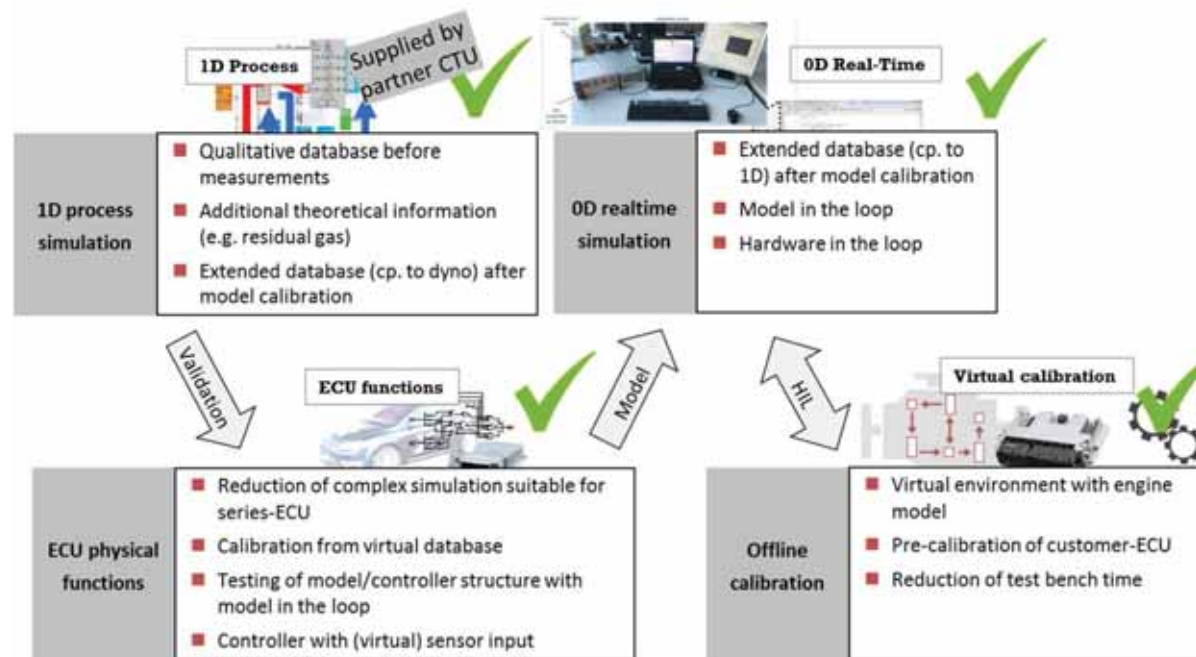 1D Process
Supplied by
partner CTU
1D process
simulation
Qualitative database before
measurements
Additional theoretical information
(e.g. residual gas)
Extended database (cp. to dyno) after
model calibration
0D Real-Time
0D realtime
simulation
Extended database (cp. to
1D) after model calibration
Model in the loop
Hardware in the loop
Validation
Model
HIL
ECU functions
ECU physical
functions
Reduction of complex simulation suitable for
series-ECU
Calibration from virtual database
Testing of model/controller structure with
model in the loop
Controller with (virtual) sensor input
Virtual calibration
Offline
calibration
Virtual environment with engine
model
Pre-calibration of customer-ECU
Reduction of test bench time